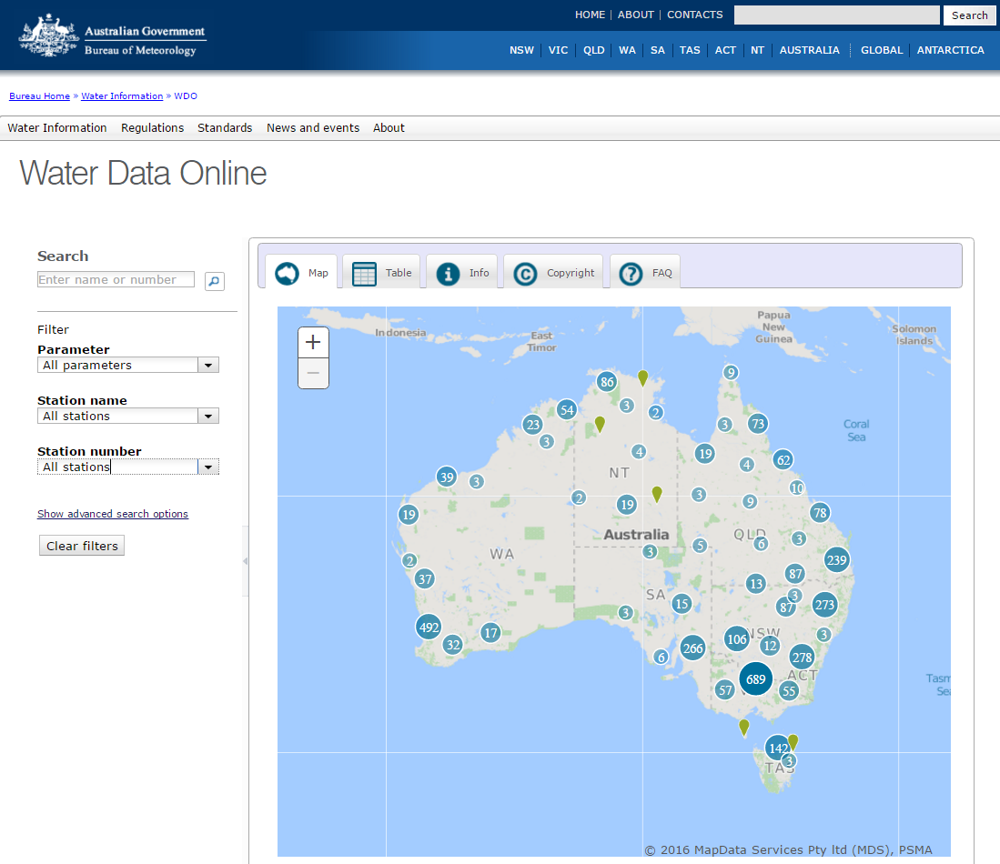 HOME | ABOUT | CONTACTS
Search
Australian Government
Bureau of Meteorology
NSW VIC QLD WA SA TAS ACT NT AUSTRALIA GLOBAL ANTARCTICA
Bureau Home » Water Information » WDO
Water Information Regulations Standards News and events About
Water Data Online
Search
Enter name or number
Filter
Parameter
All parameters
Station name
All stations
Station number
All stations
Show advanced search options
Clear filters
Map Table Info Copyright FAQ
+
−
Indonesia
East
Timor
Papua
New
Guinea
Solomon
Islands
9
86
3
2
54
23
3
3
73
Coral
Sea
4
19
4
62
NT
39
3
10
2
19
3
9
78
19
Australia
QLD
3
5
6
3
WA
2
239
37
87
13
SA
15
3
87
273
3
492
17
32
NSW
3
106
12
266
6
278
ACT
689
57
55
Tasm
Sea
142
3
TAS
© 2016 MapData Services Pty ltd (MDS), PSMA